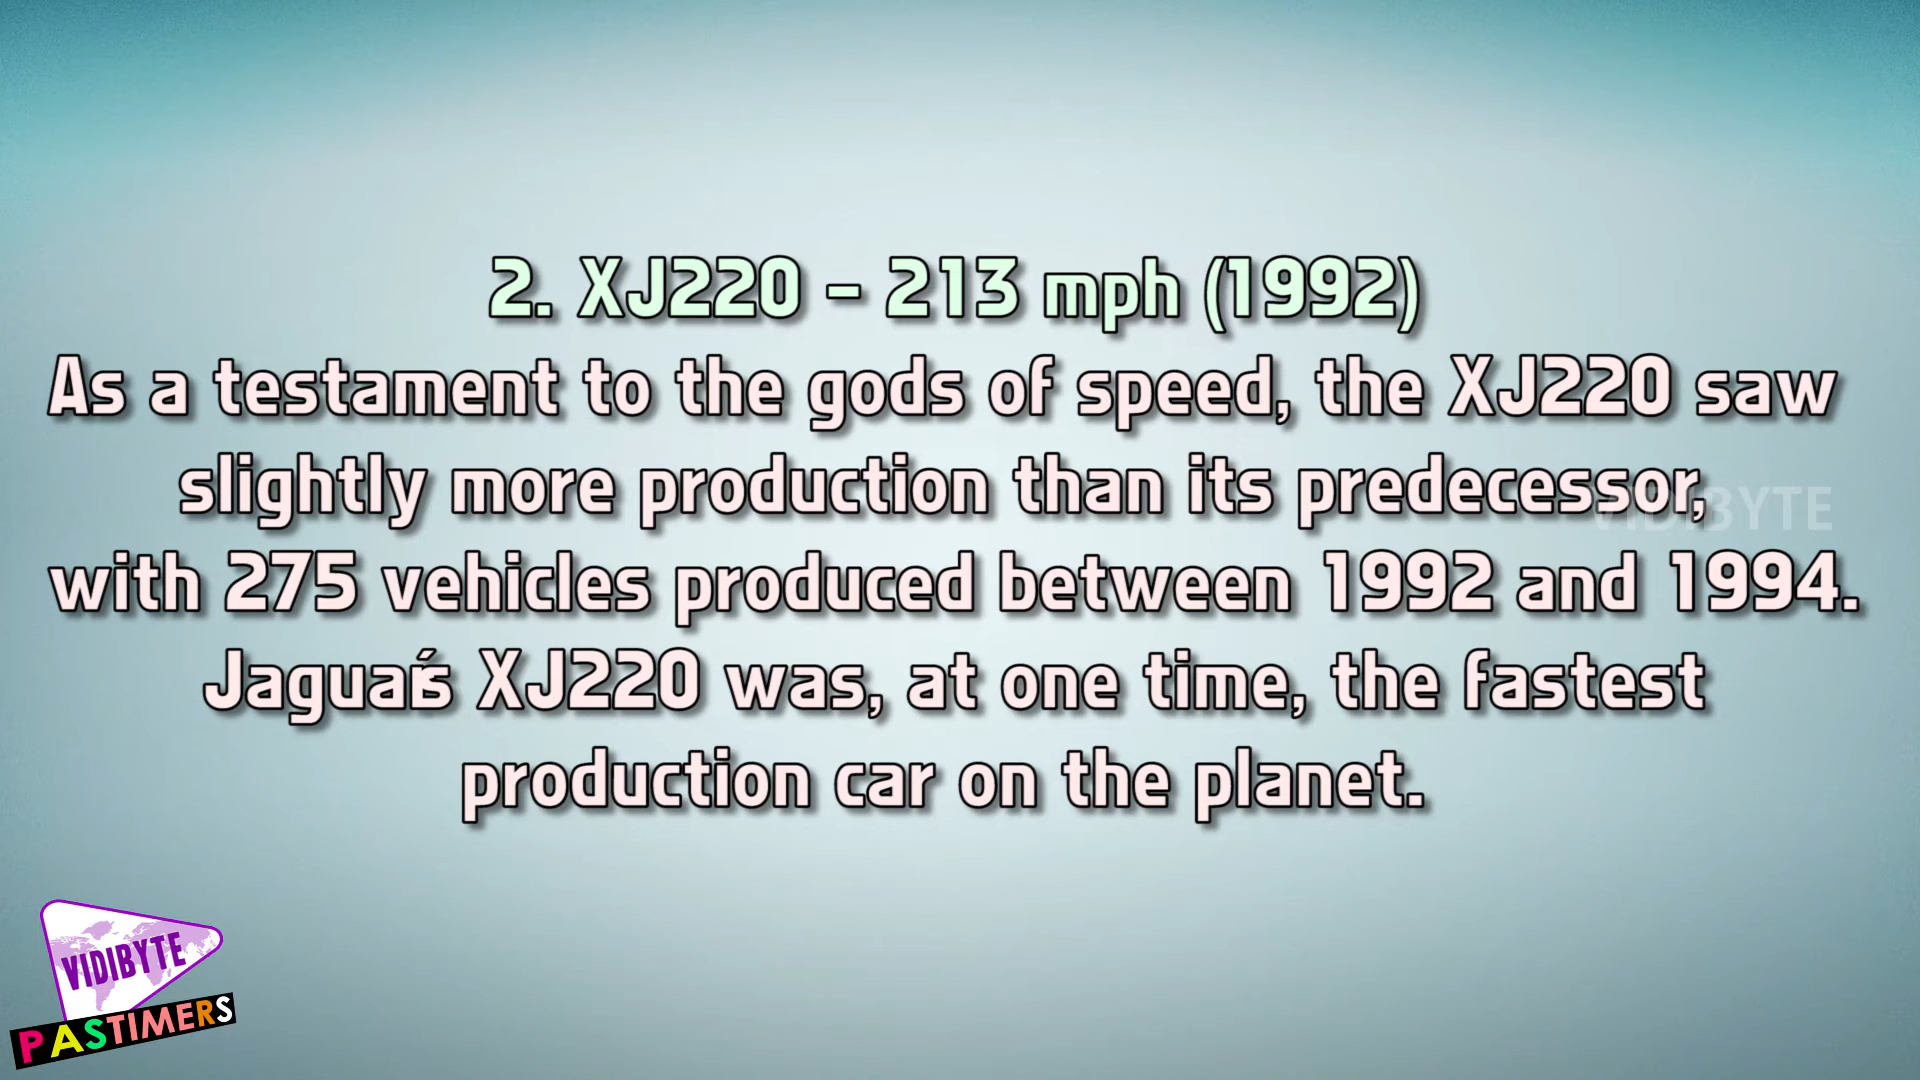 2. XJ220 – 213 mph (1992)
As a testament to the gods of speed, the XJ220 saw
slightly more production than its predecessor,
with 275 vehicles produced between 1992 and 1994.
Jaguar´s XJ220 was, at one time, the fastest
production car on the planet.
VIDIBYTE
VIDIBYTE
PASTIMERS